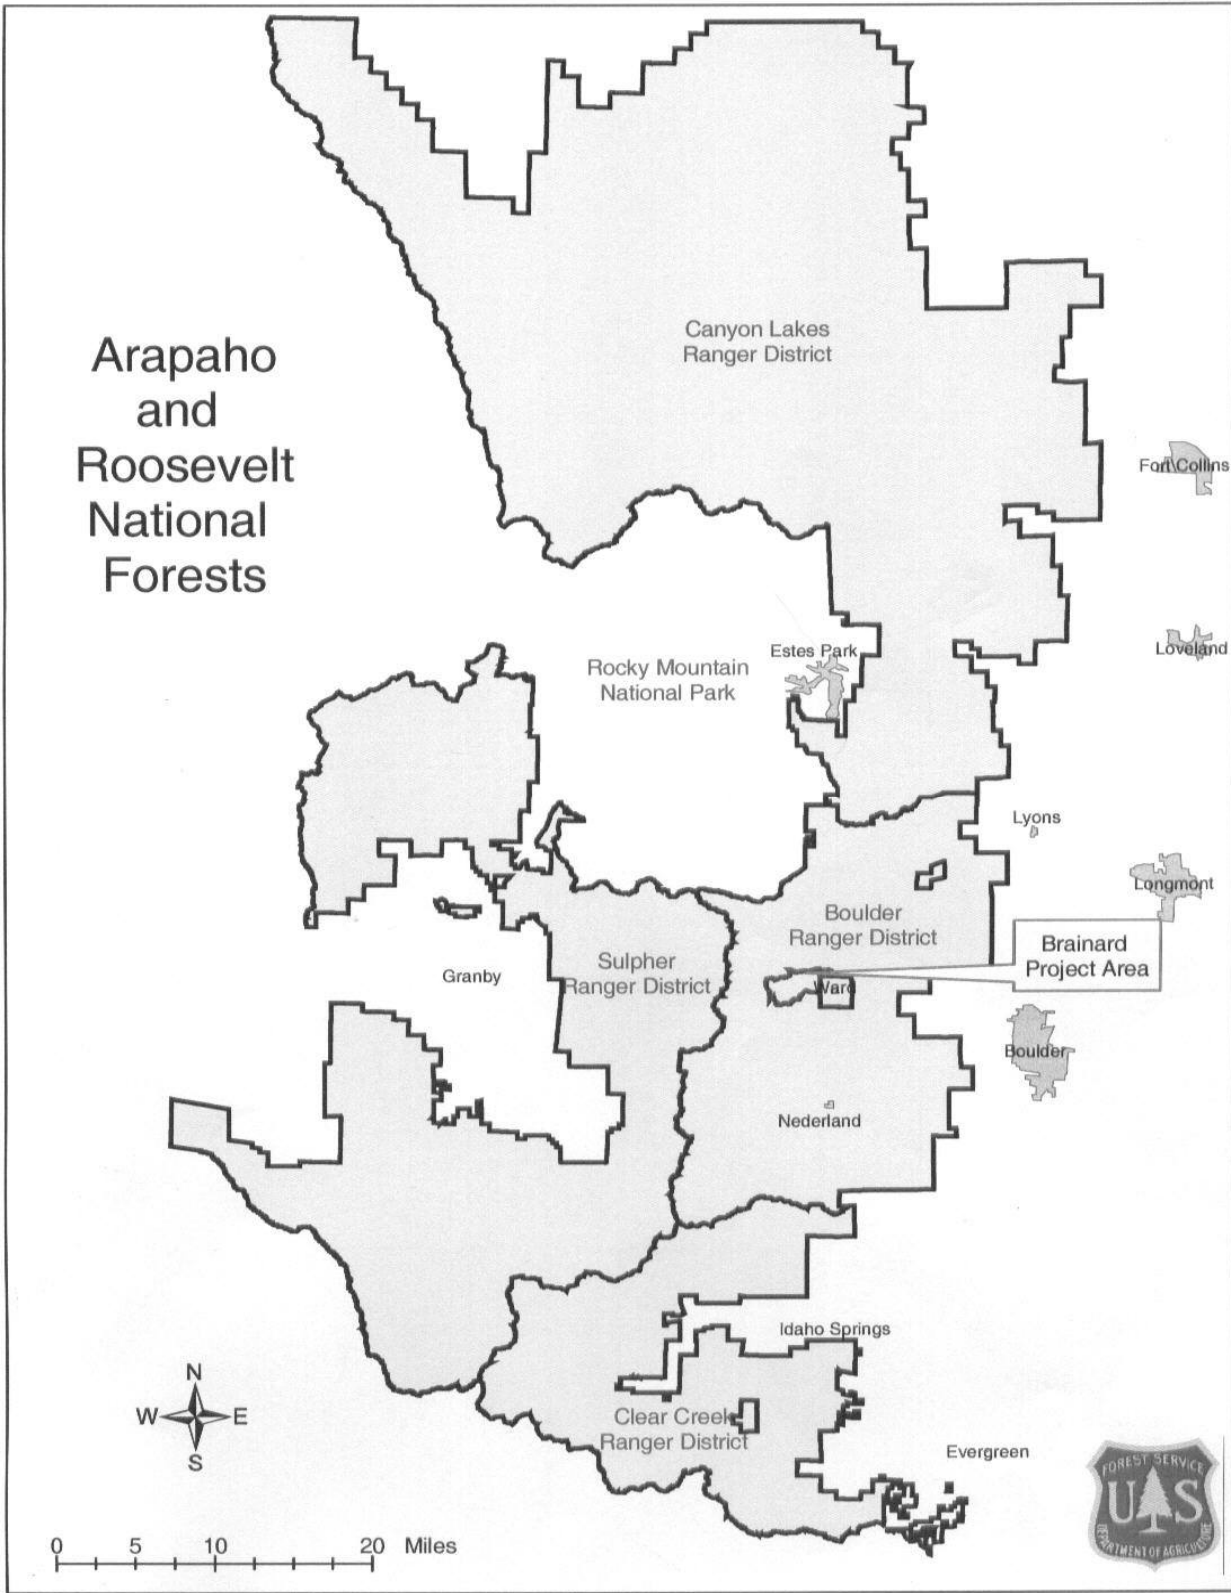 Arapaho
and
Roosevelt
National
Forests
Canyon Lakes
Ranger District
Fort Collins
Loveland
Estes Park
Rocky Mountain
National Park
Lyons
Longmont
Boulder
Ranger District
Brainard
Project Area
Sulpher
Ranger District
Granby
Ward
Boulder
Nederland
Idaho Springs
Clear Creek
Ranger District
Evergreen
N
W
E
S
0 5 10 20 Miles
FOREST SERVICE
U S
DEPARTMENT OF AGRICULTURE